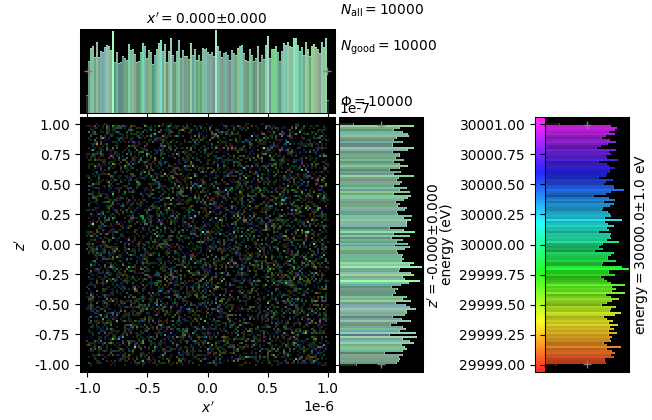 x′ = 0.000±0.000
N_all = 10000
N_good = 10000
Φ = 10000
1e-7
1.00
0.75
0.50
0.25
0.00
-0.25
-0.50
-0.75
-1.00
z′
-1.0
-0.5
0.0
0.5
1.0
x′
1e-6
z′ = -0.000±0.000
energy (eV)
30001.00
30000.75
30000.50
30000.25
30000.00
29999.75
29999.50
29999.25
29999.00
energy = 30000.0±1.0 eV